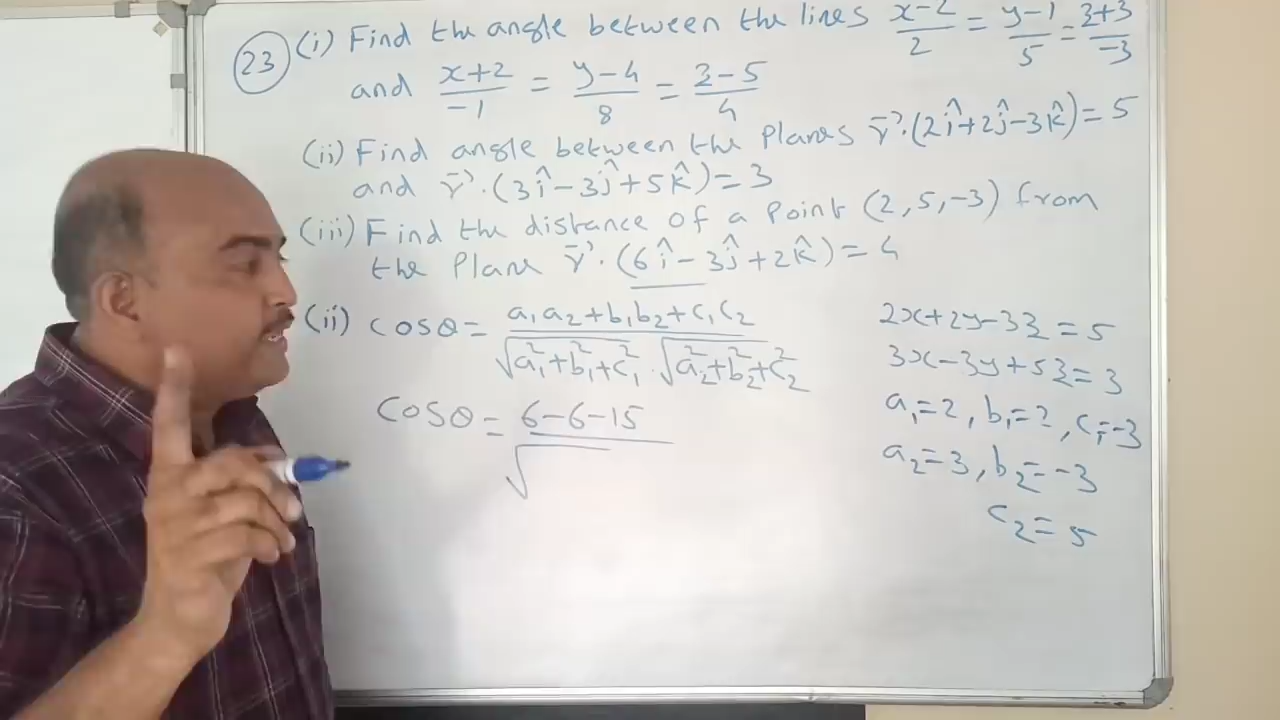 23 (i) Find the angle between the lines x-2/2 = y-1/5 = z+3/-3
and x+2/-1 = y-4/8 = z-5/4
(ii) Find angle between the Planes r⃗·(2î+2ĵ-3k̂)=5
and r⃗·(3î-3ĵ+5k̂)=3
(iii) Find the distance of a Point (2,5,-3) from
the Plane r⃗·(6î-3ĵ+2k̂)=4
(ii) cosθ = a₁a₂+b₁b₂+c₁c₂ / √a₁²+b₁²+c₁² · √a₂²+b₂²+c₂²
cosθ = 6-6-15 / √
2x+2y-3z=5
3x-3y+5z=3
a₁=2, b₁=2, c₁=-3
a₂=3, b₂=-3
c₂=5